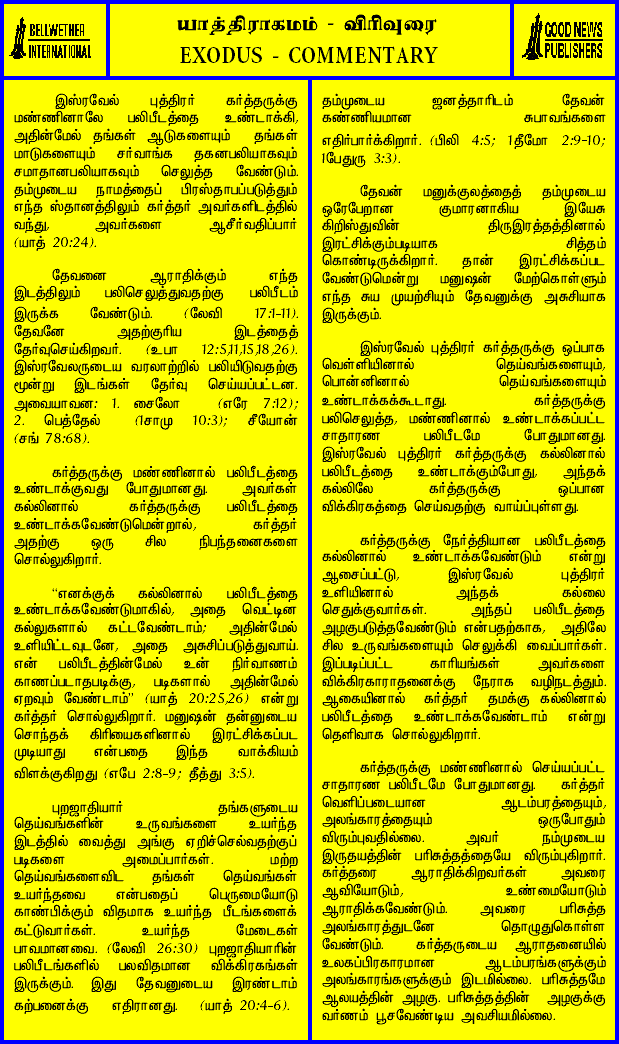 BELLWETHER
INTERNATIONAL
யாத்திராகமம் - விரிவுரை
EXODUS - COMMENTARY
GOOD NEWS
PUBLISHERS
இஸ்ரவேல் புத்திரர் கர்த்தருக்கு
மண்ணினாலே பலிபீடத்தை உண்டாக்கி,
அதின்மேல் தங்கள் ஆடுகளையும் தங்கள்
மாடுகளையும் சர்வாங்க தகனபலியாகவும்
சமாதானபலியாகவும் செலுத்த வேண்டும்.
தம்முடைய நாமத்தைப் பிரஸ்தாபப்படுத்தும்
எந்த ஸ்தானத்திலும் கர்த்தர் அவர்களிடத்தில்
வந்து, அவர்களை ஆசீர்வதிப்பார்
(யாத் 20:24).
தேவனை ஆராதிக்கும் எந்த
இடத்திலும் பலிசெலுத்துவதற்கு பலிபீடம்
இருக்க வேண்டும். (லேவி 17:1-11).
தேவனே அதற்குரிய இடத்தைத்
தேர்வுசெய்கிறவர். (உபா 12:5,11,15,18,26).
இஸ்ரவேலருடைய வரலாற்றில் பலியிடுவதற்கு
மூன்று இடங்கள் தேர்வு செய்யப்பட்டன.
அவையாவன: 1. சைலோ (எரே 7:12);
2. பெத்தேல் (1சாமு 10:3); சீயோன்
(சங் 78:68).
கர்த்தருக்கு மண்ணினால் பலிபீடத்தை
உண்டாக்குவது போதுமானது. அவர்கள்
கல்லினால் கர்த்தருக்கு பலிபீடத்தை
உண்டாக்கவேண்டுமென்றால், கர்த்தர்
அதற்கு ஒரு சில நிபந்தனைகளை
சொல்லுகிறார்.
"எனக்குக் கல்லினால் பலிபீடத்தை
உண்டாக்கவேண்டுமாகில், அதை வெட்டின
கல்லுகளால் கட்டவேண்டாம்; அதின்மேல்
உளியிட்டவுடனே, அதை அசுசிப்படுத்துவாய்.
என் பலிபீடத்தின்மேல் உன் நிர்வாணம்
காணப்படாதபடிக்கு, படிகளால் அதின்மேல்
ஏறவும் வேண்டாம்" (யாத் 20:25,26) என்று
கர்த்தர் சொல்லுகிறார். மனுஷன் தன்னுடைய
சொந்தக் கிரியைகளினால் இரட்சிக்கப்பட
முடியாது என்பதை இந்த வாக்கியம்
விளக்குகிறது (எபே 2:8-9; தீத்து 3:5).
புறஜாதியார் தங்களுடைய
தெய்வங்களின் உருவங்களை உயர்ந்த
இடத்தில் வைத்து அங்கு ஏறிச்செல்வதற்குப்
படிகளை அமைப்பார்கள். மற்ற
தெய்வங்களைவிட தங்கள் தெய்வங்கள்
உயர்ந்தவை என்பதைப் பெருமையோடு
காண்பிக்கும் விதமாக உயர்ந்த பீடங்களைக்
கட்டுவார்கள். உயர்ந்த மேடைகள்
பாவமானவை. (லேவி 26:30) புறஜாதியாரின்
பலிபீடங்களில் பலவிதமான விக்கிரகங்கள்
இருக்கும். இது தேவனுடைய இரண்டாம்
கற்பனைக்கு எதிரானது. (யாத் 20:4-6).
தம்முடைய ஜனத்தாரிடம் தேவன்
கண்ணியமான சுபாவங்களை
எதிர்பார்க்கிறார். (பிலி 4:5; 1தீமோ 2:9-10;
1பேதுரு 3:3).
தேவன் மனுக்குலத்தைத் தம்முடைய
ஒரேபேறான குமாரனாகிய இயேசு
கிறிஸ்துவின் திருஇரத்தத்தினால்
இரட்சிக்கும்படியாக சித்தம்
கொண்டிருக்கிறார். தான் இரட்சிக்கப்பட
வேண்டுமென்று மனுஷன் மேற்கொள்ளும்
எந்த சுய முயற்சியும் தேவனுக்கு அசுசியாக
இருக்கும்.
இஸ்ரவேல் புத்திரர் கர்த்தருக்கு ஒப்பாக
வெள்ளியினால் தெய்வங்களையும்,
பொன்னினால் தெய்வங்களையும்
உண்டாக்கக்கூடாது. கர்த்தருக்கு
பலிசெலுத்த, மண்ணினால் உண்டாக்கப்பட்ட
சாதாரண பலிபீடமே போதுமானது.
இஸ்ரவேல் புத்திரர் கர்த்தருக்கு கல்லினால்
பலிபீடத்தை உண்டாக்கும்போது, அந்தக்
கல்லிலே கர்த்தருக்கு ஒப்பான
விக்கிரகத்தை செய்வதற்கு வாய்ப்புள்ளது.
கர்த்தருக்கு நேர்த்தியான பலிபீடத்தை
கல்லினால் உண்டாக்கவேண்டும் என்று
ஆசைப்பட்டு, இஸ்ரவேல் புத்திரர்
உளியினால் அந்தக் கல்லை
செதுக்குவார்கள். அந்தப் பலிபீடத்தை
அழகுபடுத்தவேண்டும் என்பதற்காக, அதிலே
சில உருவங்களையும் செலுக்கி வைப்பார்கள்.
இப்படிப்பட்ட காரியங்கள் அவர்களை
விக்கிரகாராதனைக்கு நேராக வழிநடத்தும்.
ஆகையினால் கர்த்தர் தமக்கு கல்லினால்
பலிபீடத்தை உண்டாக்கவேண்டாம் என்று
தெளிவாக சொல்லுகிறார்.
கர்த்தருக்கு மண்ணினால் செய்யப்பட்ட
சாதாரண பலிபீடமே போதுமானது. கர்த்தர்
வெளிப்படையான ஆடம்பரத்தையும்,
அலங்காரத்தையும் ஒருபோதும்
விரும்புவதில்லை. அவர் நம்முடைய
இருதயத்தின் பரிசுத்தத்தையே விரும்புகிறார்.
கர்த்தரை ஆராதிக்கிறவர்கள் அவரை
ஆவியோடும், உண்மையோடும்
ஆராதிக்கவேண்டும். அவரை பரிசுத்த
அலங்காரத்துடனே தொழுதுகொள்ள
வேண்டும். கர்த்தருடைய ஆராதனையில்
உலகப்பிரகாரமான ஆடம்பரங்களுக்கும்
அலங்காரங்களுக்கும் இடமில்லை. பரிசுத்தமே
ஆலயத்தின் அழகு. பரிசுத்தத்தின் அழகுக்கு
வர்ணம் பூசவேண்டிய அவசியமில்லை.